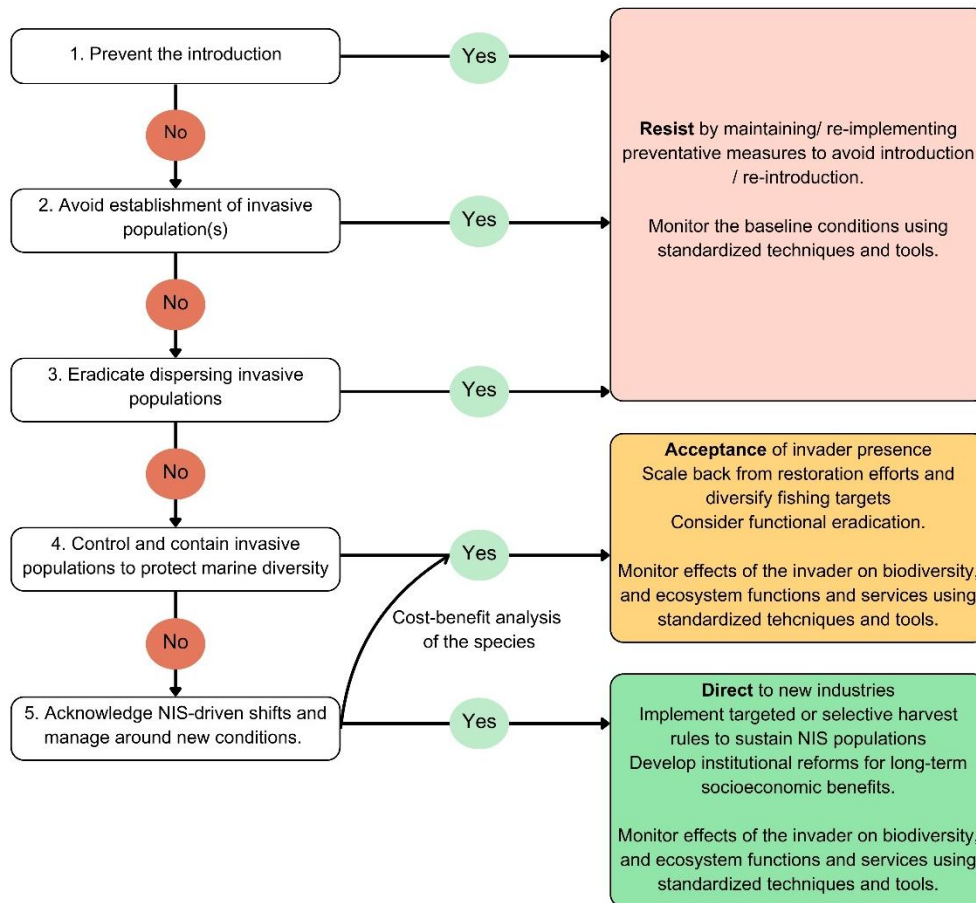 1. Prevent the introduction
Yes
No
2. Avoid establishment of invasive
population(s)
Yes
No
3. Eradicate dispersing invasive
populations
Yes
Resist by maintaining/ re-implementing
preventative measures to avoid introduction
/ re-introduction.
Monitor the baseline conditions using
standardized techniques and tools.
No
4. Control and contain invasive
populations to protect marine diversity
Yes
Acceptance of invader presence
Scale back from restoration efforts and
diversify fishing targets
Consider functional eradication.
Monitor effects of the invader on biodiversity,
and ecosystem functions and services using
standardized tehcniques and tools.
Cost-benefit analysis
of the species
No
5. Acknowledge NIS-driven shifts and
manage around new conditions.
Yes
Direct to new industries
Implement targeted or selective harvest
rules to sustain NIS populations
Develop institutional reforms for long-term
socioeconomic benefits.
Monitor effects of the invader on biodiversity,
and ecosystem functions and services using
standardized techniques and tools.